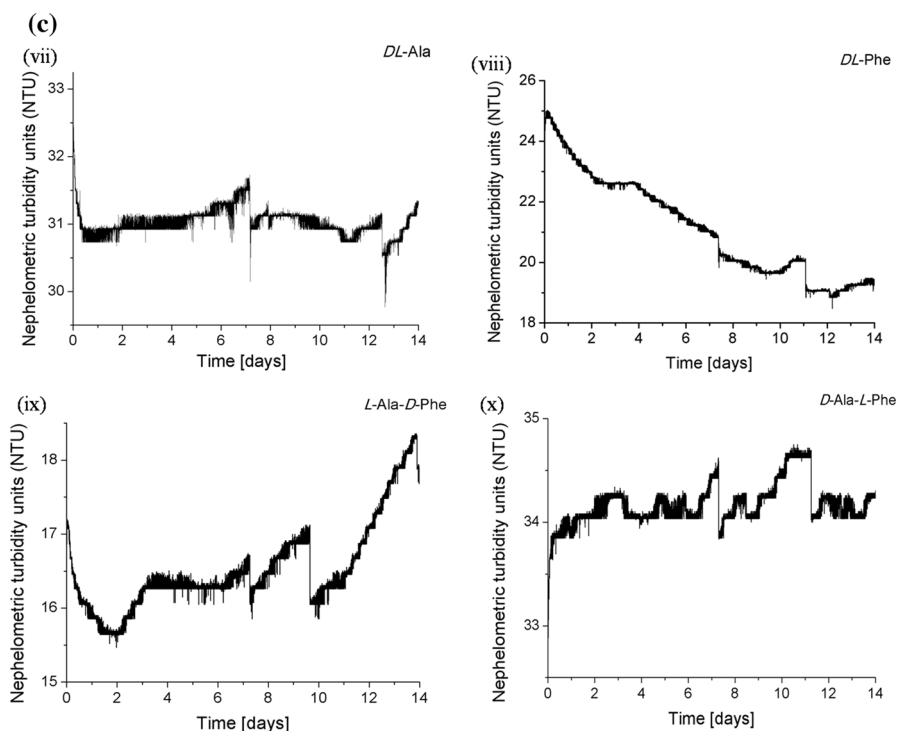 (c)
(vii)
DL-Ala
Nephelometric turbidity units (NTU)
33
32
31
30
0 2 4 6 8 10 12 14
Time [days]
(viii)
DL-Phe
Nephelometric turbidity units (NTU)
26
24
22
20
18
0 2 4 6 8 10 12 14
Time [days]
(ix)
L-Ala-D-Phe
Nephelometric turbidity units (NTU)
18
17
16
15
0 2 4 6 8 10 12 14
Time [days]
(x)
D-Ala-L-Phe
Nephelometric turbidity units (NTU)
35
34
33
0 2 4 6 8 10 12 14
Time [days]